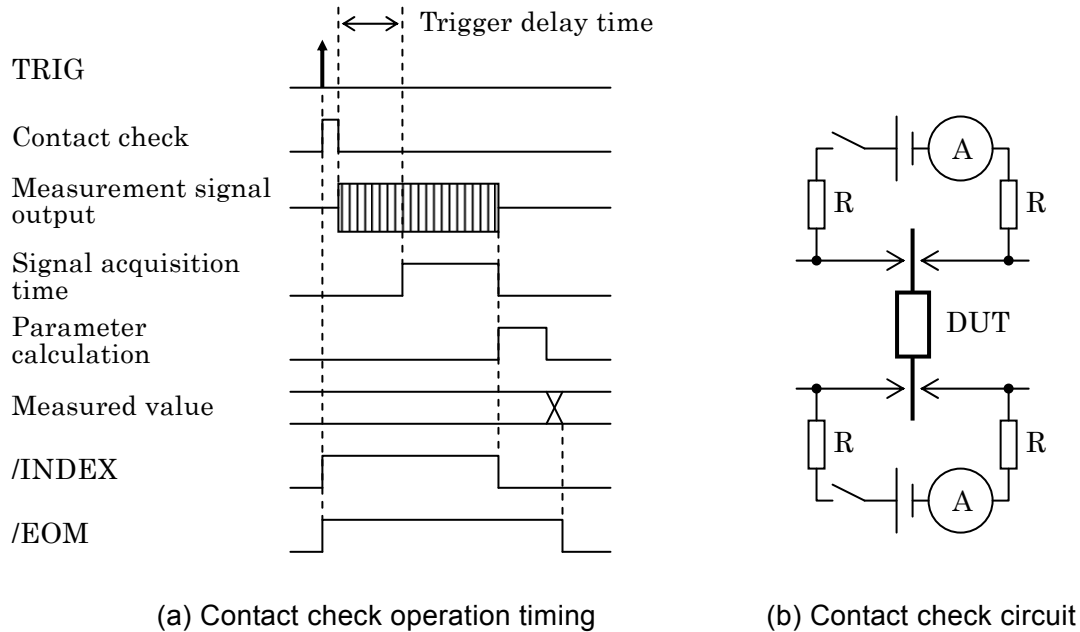 Trigger delay time
TRIG
Contact check
Measurement signal
output
Signal acquisition
time
Parameter
calculation
Measured value
/INDEX
/EOM
(a) Contact check operation timing
A
R
R
DUT
R
R
A
(b) Contact check circuit